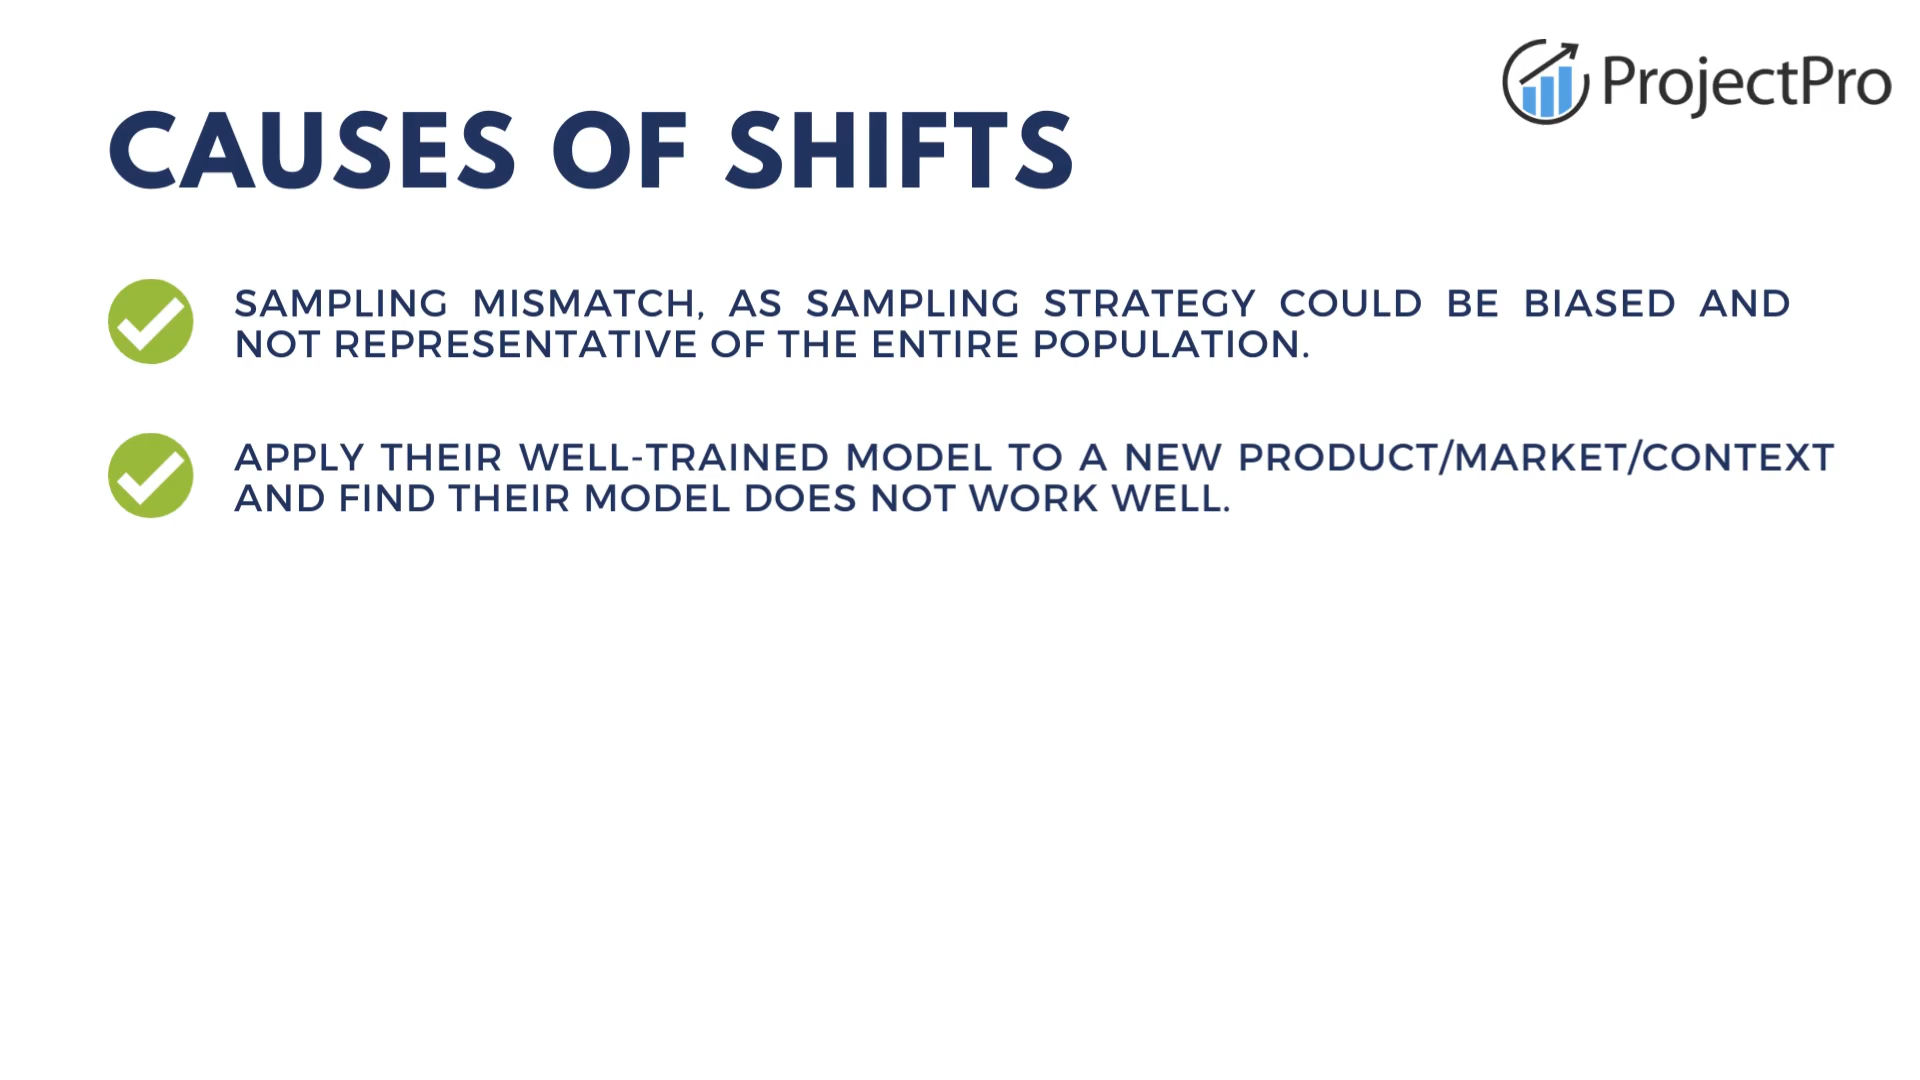 ProjectPro
CAUSES OF SHIFTS
SAMPLING MISMATCH, AS SAMPLING STRATEGY COULD BE BIASED AND
NOT REPRESENTATIVE OF THE ENTIRE POPULATION.
APPLY THEIR WELL-TRAINED MODEL TO A NEW PRODUCT/MARKET/CONTEXT
AND FIND THEIR MODEL DOES NOT WORK WELL.